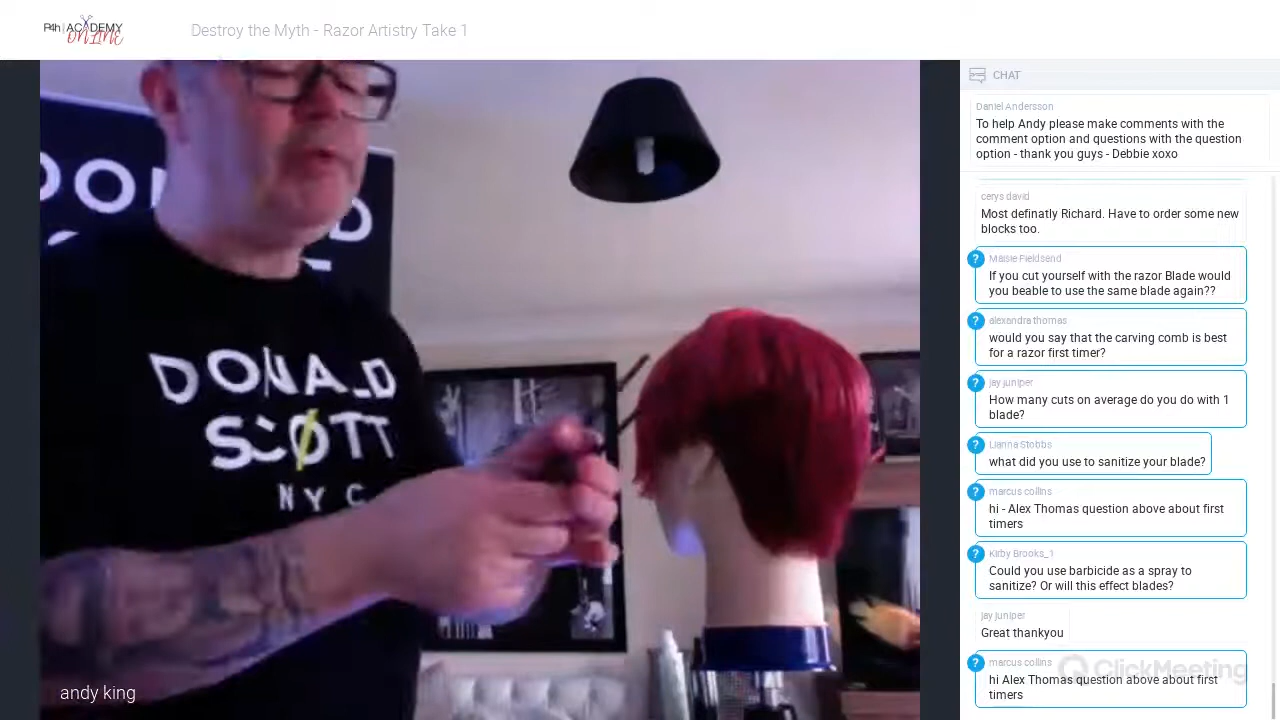 P4h | ACADEMY
onLine
Destroy the Myth - Razor Artistry Take 1
DONALD
SCØTT
NYC
andy king
CHAT
Daniel Andersson
To help Andy please make comments with the
comment option and questions with the question
option - thank you guys - Debbie xoxo
cerys david
Most definatly Richard. Have to order some new
blocks too.
?
Maisie Fieldsend
If you cut yourself with the razor Blade would
you beable to use the same blade again??
?
alexandra thomas
would you say that the carving comb is best
for a razor first timer?
?
jay juniper
How many cuts on average do you do with 1
blade?
?
Lianna Stobbs
what did you use to sanitize your blade?
?
marcus collins
hi - Alex Thomas question above about first
timers
?
Kirby Brooks_1
Could you use barbicide as a spray to
sanitize? Or will this effect blades?
jay juniper
Great thankyou
?
marcus collins
hi Alex Thomas question above about first
timers
ClickMeeting